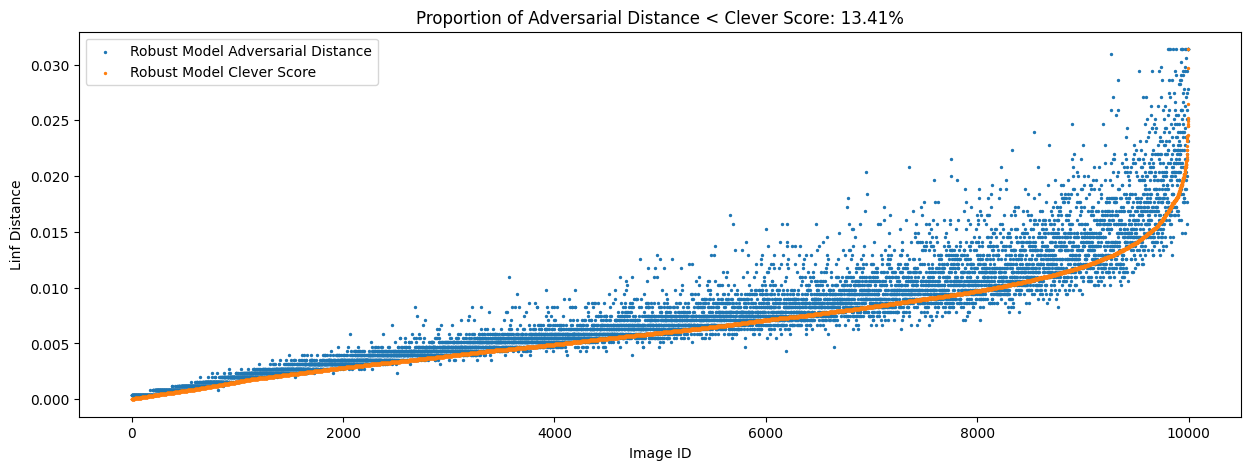 Proportion of Adversarial Distance < Clever Score: 13.41%
Robust Model Adversarial Distance
Robust Model Clever Score
Linf Distance
0.030
0.025
0.020
0.015
0.010
0.005
0.000
0 2000 4000 6000 8000 10000
Image ID